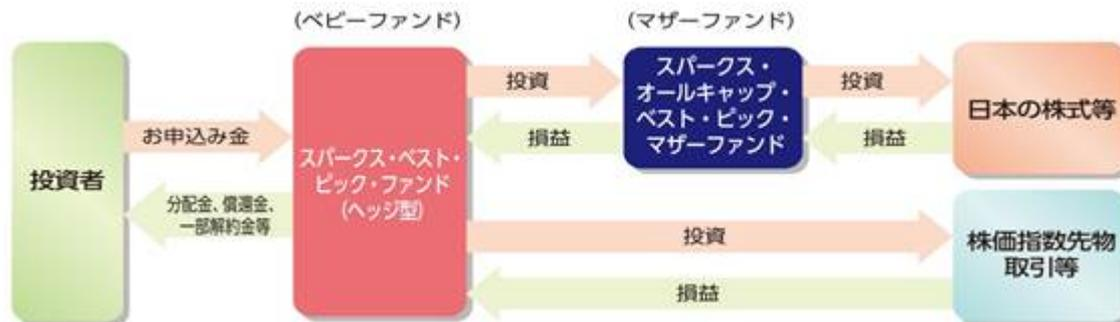 (ベビーファンド)
(マザーファンド)
投資者
お申込み金
分配金、償還金、
一部解約金等
スパークス・ベスト・
ピック・ファンド
(ヘッジ型)
投資
損益
スパークス・
オールキャップ・
ベスト・ピック・
マザーファンド
投資
損益
日本の株式等
投資
損益
株価指数先物
取引等